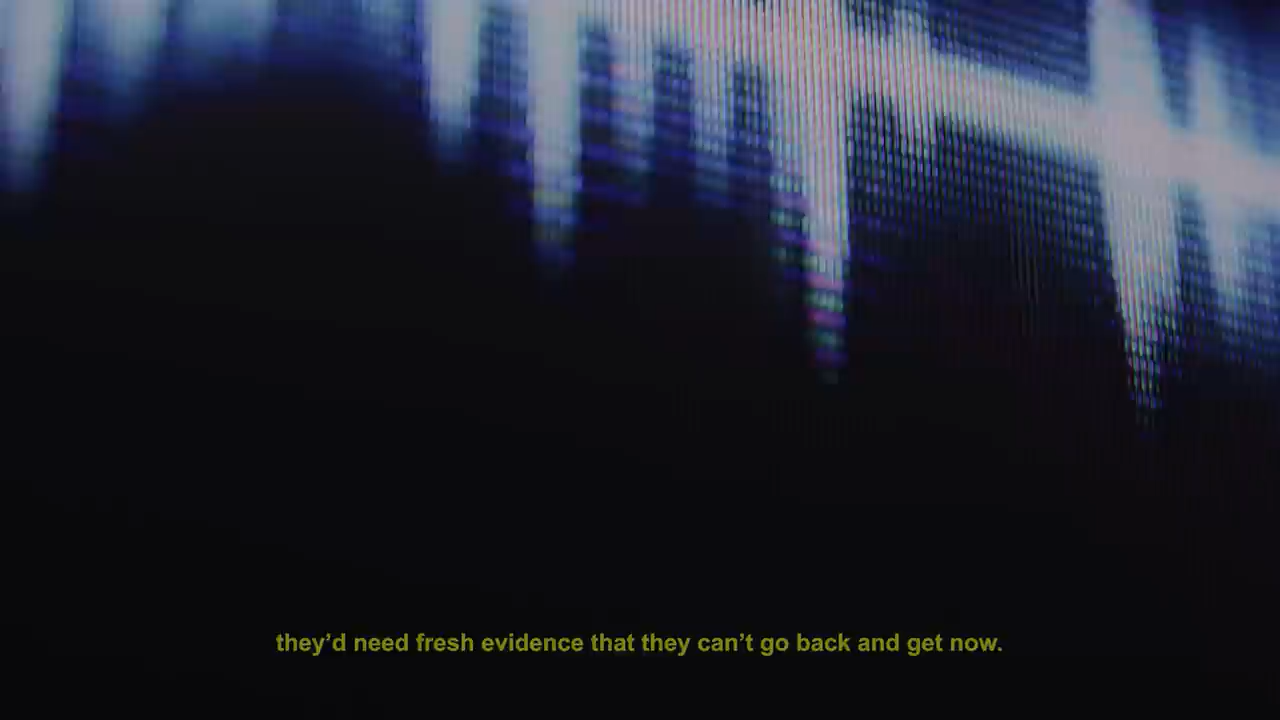 they’d need fresh evidence that they can’t go back and get now.